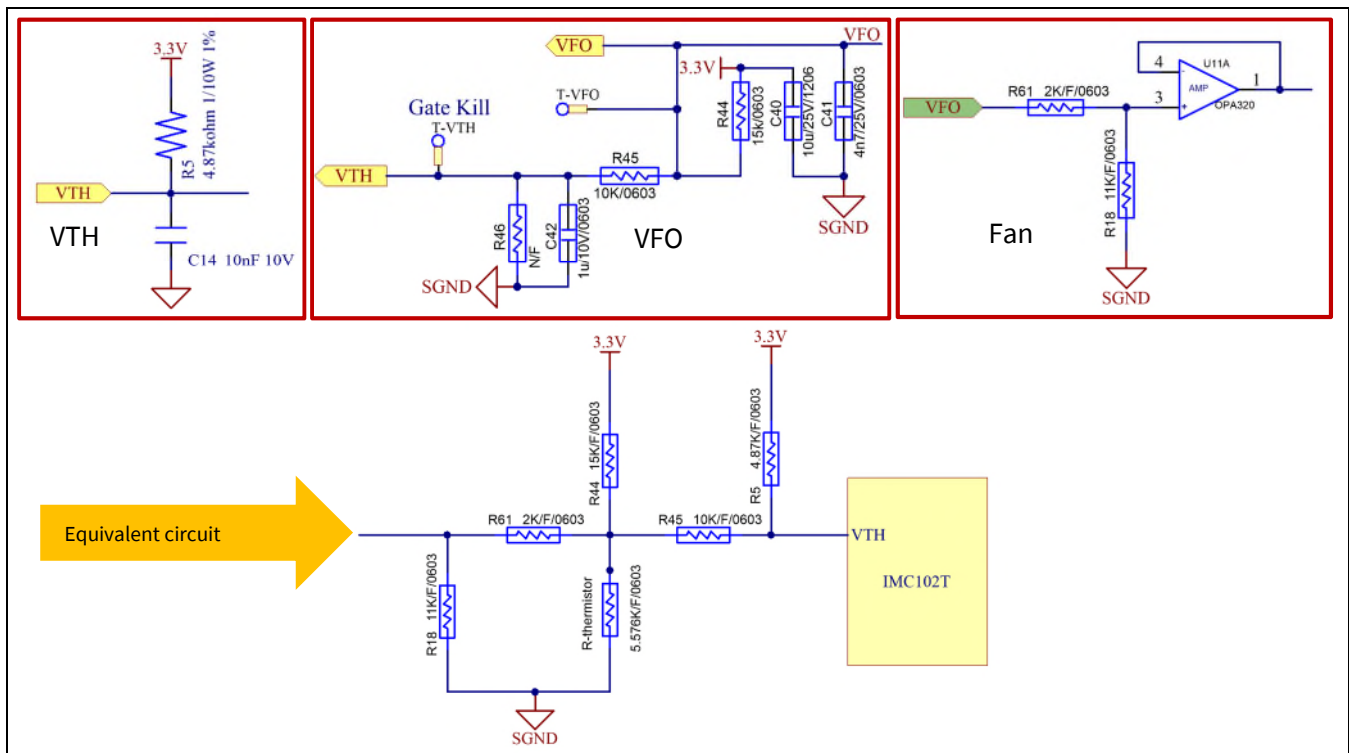 3.3V
R5
4.87kohm 1/10W 1%
VTH
C14 10nF 10V
VTH
VFO
VFO
3.3V
T-VFO
Gate Kill
T-VTH
R44
15k/0603
C40
10u/25V/1206
C41
4n7/25V/0603
VTH
R45
10K/0603
R46
N/F
C42
1u/10V/0603
VFO
SGND
SGND
U11A
4
-
AMP
1
3
+
OPA320
R61 2K/F/0603
VFO
R18 11K/F/0603
Fan
SGND
3.3V
3.3V
R44 15K/F/0603
R5 4.87K/F/0603
Equivalent circuit
R61 2K/F/0603
R45 10K/F/0603
VTH
IMC102T
R18 11K/F/0603
R-thermistor
5.576K/F/0603
SGND